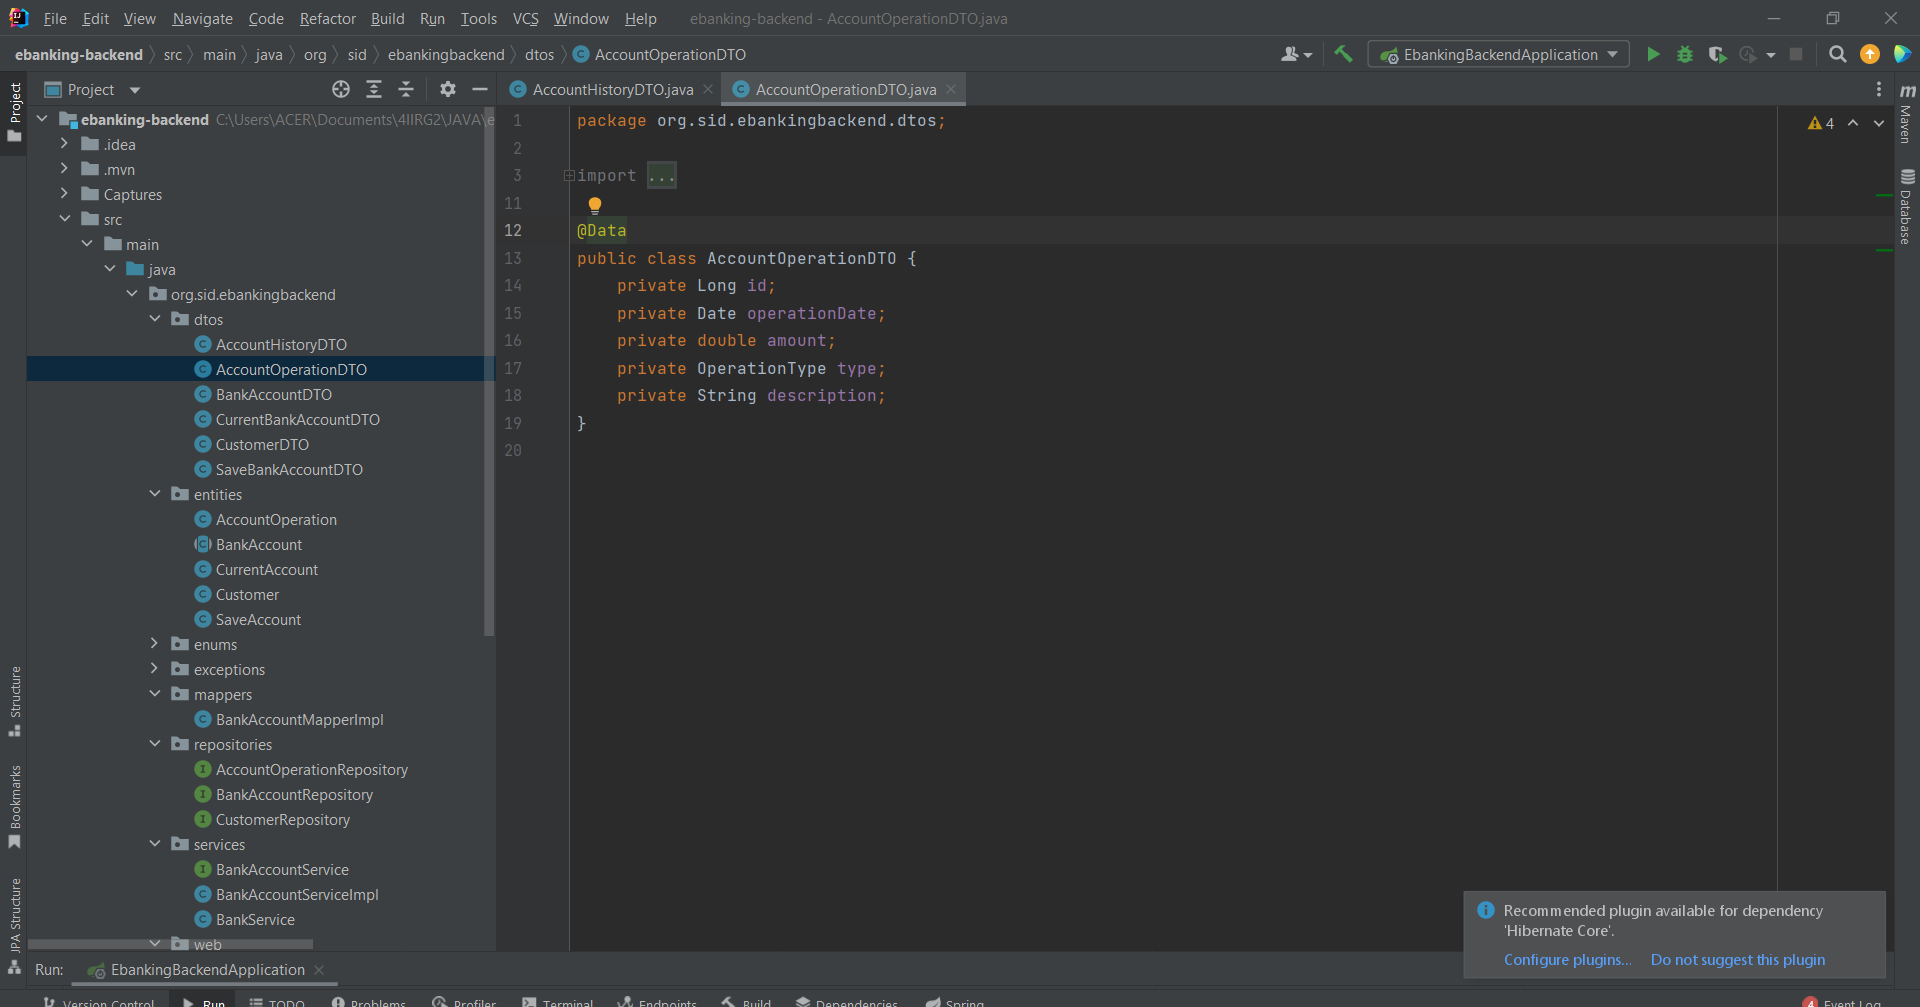 File Edit View Navigate Code Refactor Build Run Tools VCS Window Help ebanking-backend - AccountOperationDTO.java
ebanking-backend src main java org sid ebankingbackend dtos AccountOperationDTO EbankingBackendApplication
Project
AccountHistoryDTO.java AccountOperationDTO.java
ebanking-backend C:\Users\ACER\Documents\4IIRG2\JAVA\e
.idea
.mvn
Captures
src
main
java
org.sid.ebankingbackend
dtos
AccountHistoryDTO
AccountOperationDTO
BankAccountDTO
CurrentBankAccountDTO
CustomerDTO
SaveBankAccountDTO
entities
AccountOperation
BankAccount
CurrentAccount
Customer
SaveAccount
enums
exceptions
mappers
BankAccountMapperImpl
repositories
AccountOperationRepository
BankAccountRepository
CustomerRepository
services
BankAccountService
BankAccountServiceImpl
BankService
web
1 package org.sid.ebankingbackend.dtos;
2
3 import ...
11
12 @Data
13 public class AccountOperationDTO {
14 private Long id;
15 private Date operationDate;
16 private double amount;
17 private OperationType type;
18 private String description;
19 }
20
4
Project
Structure
Bookmarks
JPA Structure
Maven
Database
Recommended plugin available for dependency
'Hibernate Core'.
Configure plugins... Do not suggest this plugin
Run: EbankingBackendApplication
Version Control Run TODO Problems Profiler Terminal Endpoints Build Dependencies Spring 4 Event Log